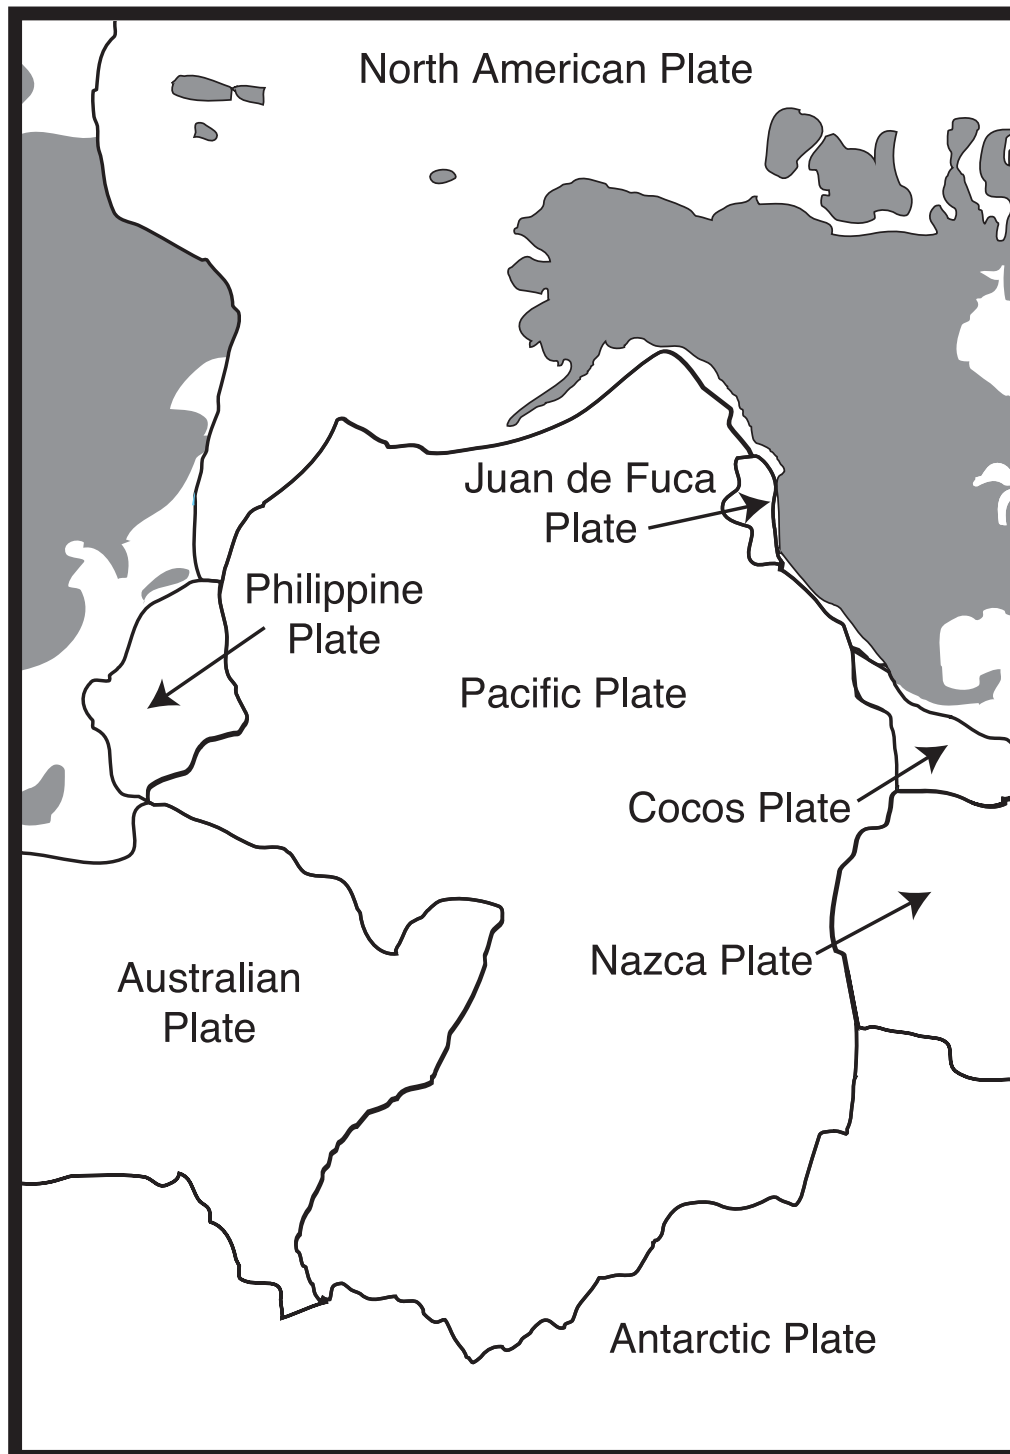 North American Plate
Juan de Fuca
Plate
Philippine
Plate
Pacific Plate
Cocos Plate
Nazca Plate
Australian
Plate
Antarctic Plate